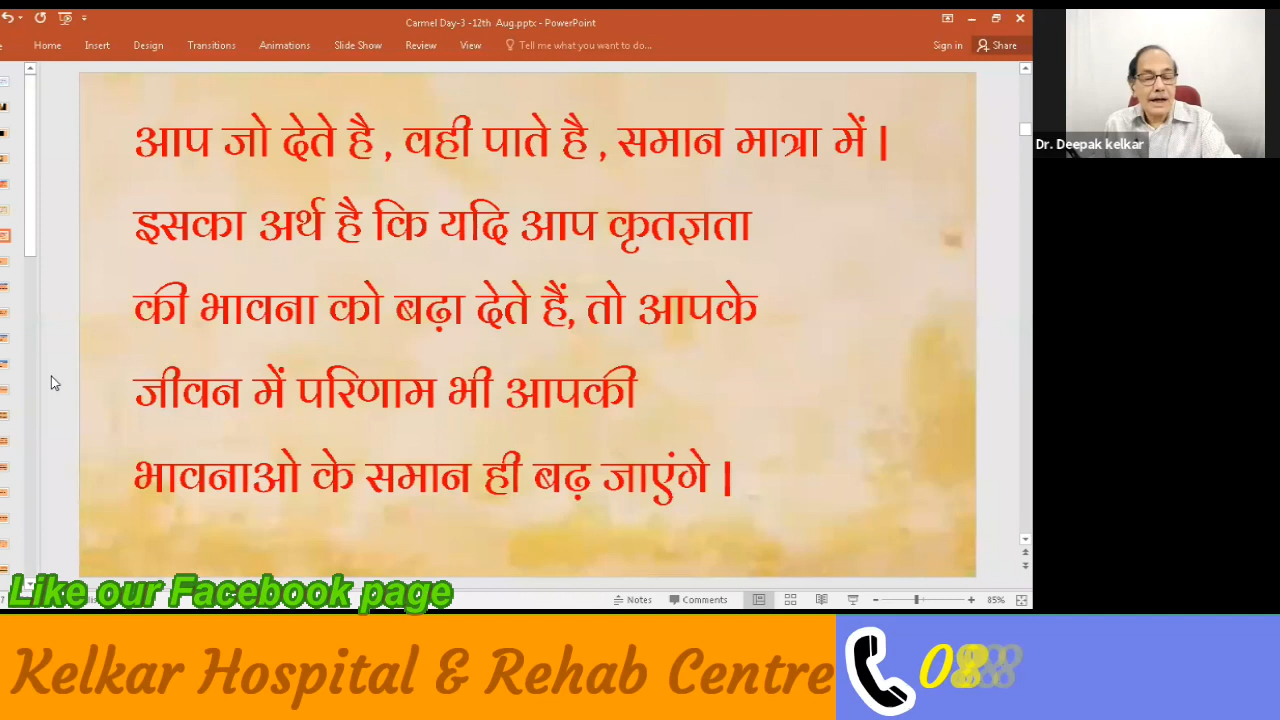 Carmel Day-3 -12th Aug.pptx - PowerPoint
Home Insert Design Transitions Animations Slide Show Review View Tell me what you want to do... Sign in Share
आप जो देते है , वही पाते है , समान मात्रा में |
इसका अर्थ है कि यदि आप कृतज्ञता
की भावना को बढ़ा देते हैं, तो आपके
जीवन में परिणाम भी आपकी
भावनाओ के समान ही बढ़ जाएंगे |
Dr. Deepak kelkar
Like our Facebook page
Notes Comments 85%
Kelkar Hospital & Rehab Centre